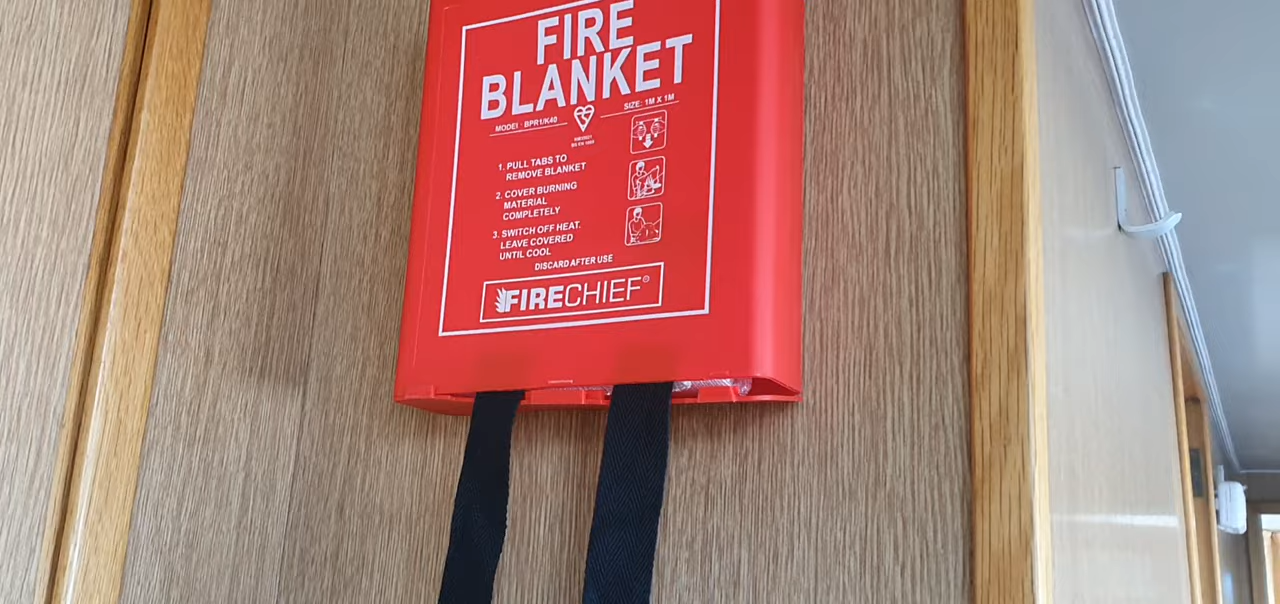 FIRE
BLANKET
MODEL: BPR1/K40
SIZE: 1M X 1M
1. PULL TABS TO
REMOVE BLANKET
2. COVER BURNING
MATERIAL
COMPLETELY
3. SWITCH OFF HEAT.
LEAVE COVERED
UNTIL COOL
DISCARD AFTER USE
FIRECHIEF®